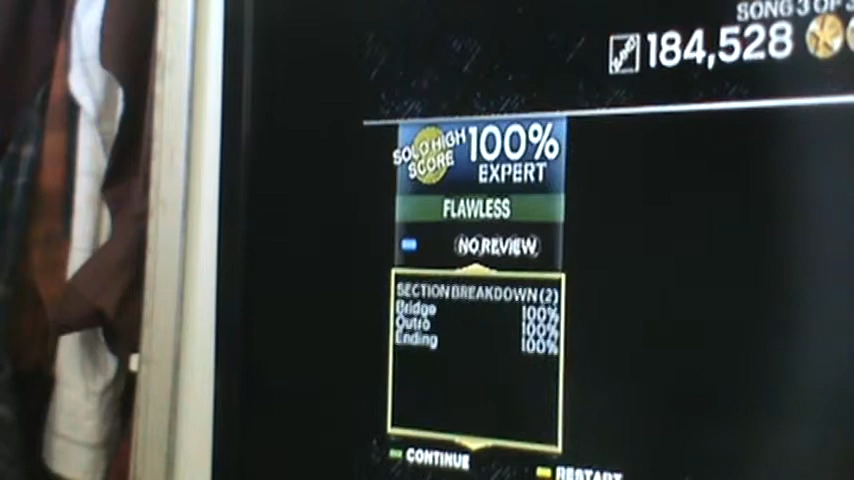 SONG 3 OF
184,528
SOLO HIGH SCORE
100%
EXPERT
FLAWLESS
NO REVIEW
SECTION BREAKDOWN (2)
Bridge 100%
Outro 100%
Ending 100%
CONTINUE
RESTART